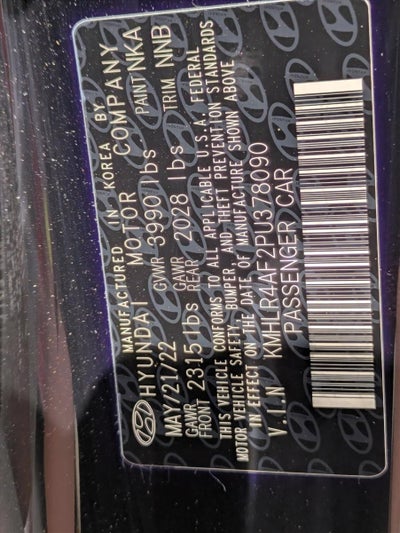 MANUFACTURED IN KOREA BY
HYUNDAI MOTOR COMPANY
MAY/21/22 GVWR 3990 lbs PAINT NKA
GAWR FRONT 2315 lbs GAWR REAR 2028 lbs TRIM NNB
THIS VEHICLE CONFORMS TO ALL APPLICABLE U.S.A. FEDERAL
MOTOR VEHICLE SAFETY, BUMPER, AND THEFT PREVENTION STANDARDS
IN EFFECT ON THE DATE OF MANUFACTURE SHOWN ABOVE
V.I.N KMHLR4AF2PU378090
PASSENGER CAR